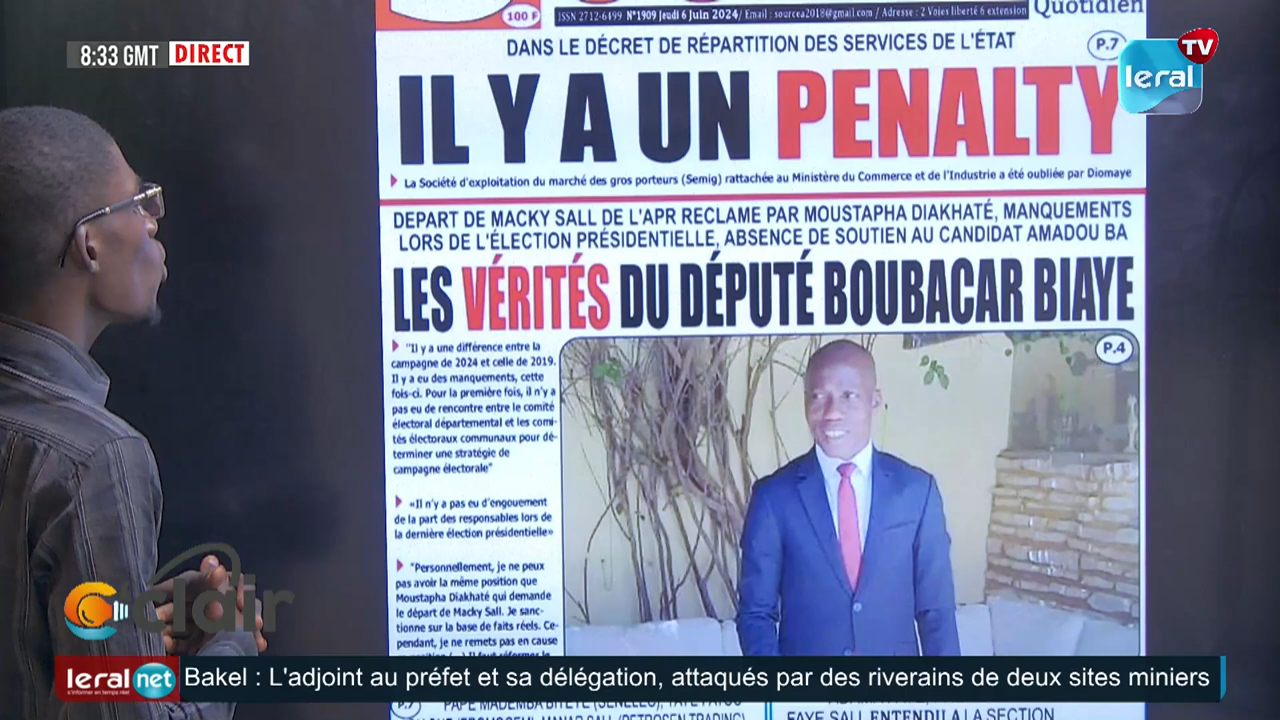 8:33 GMT DIRECT
leral TV
100 F
ISSN 2712-6499 N°1909 Jeudi 6 Juin 2024/ Email : sourcea2018@gmail.com / Adresse : 2 Voies liberté 6 extension
Quotidien
DANS LE DÉCRET DE RÉPARTITION DES SERVICES DE L'ÉTAT
P.7
IL Y A UN PENALTY
La Société d'exploitation du marché des gros porteurs (Semig) rattachée au Ministère du Commerce et de l'Industrie a été oubliée par Diomaye
DEPART DE MACKY SALL DE L'APR RECLAME PAR MOUSTAPHA DIAKHATÉ, MANQUEMENTS
LORS DE L'ÉLECTION PRÉSIDENTIELLE, ABSENCE DE SOUTIEN AU CANDIDAT AMADOU BA
LES VÉRITÉS DU DÉPUTÉ BOUBACAR BIAYE
P.4
"Il y a une différence entre la
campagne de 2024 et celle de 2019.
Il y a eu des manquements, cette
fois-ci. Pour la première fois, il n'y a
pas eu de rencontre entre le comité
électoral départemental et les comi-
tés électoraux communaux pour dé-
terminer une stratégie de
campagne électorale"
«Il n'y a pas eu d'engouement
de la part des responsables lors de
la dernière élection présidentielle»
"Personnellement, je ne peux
pas avoir la même position que
Moustapha Diakhaté qui demande
le départ de Macky Sall. Je sanc-
tionne sur la base de faits réels. Ce-
pendant, je ne remets pas en cause
clair
leral net
s'informer en temps réel
Bakel : L'adjoint au préfet et sa délégation, attaqués par des riverains de deux sites miniers
P.7
FAYE SALL ENTENDU A LA SECTION